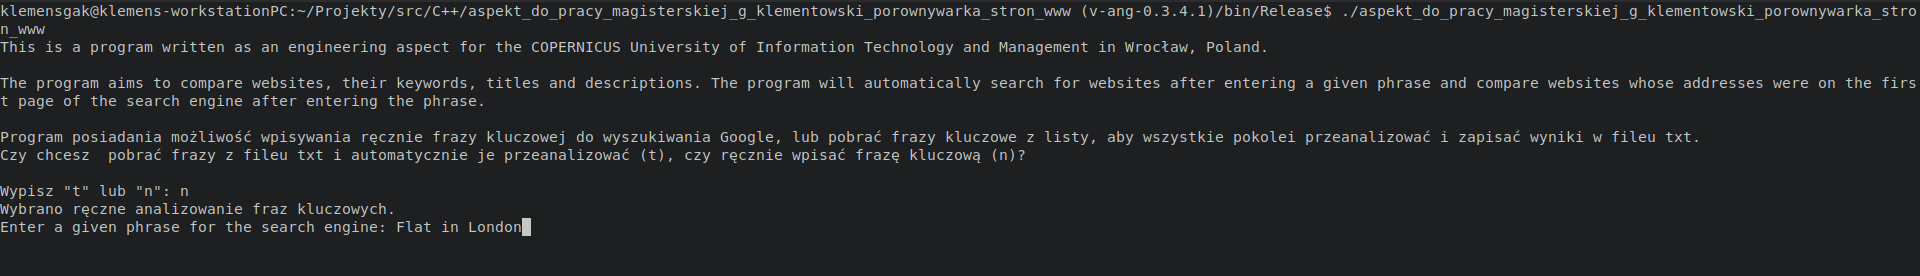 klemensgak@klemens-workstationPC:~/Projekty/src/C++/aspekt_do_pracy_magisterskiej_g_klementowski_porownywarka_stron_www (v-ang-0.3.4.1)/bin/Release$ ./aspekt_do_pracy_magisterskiej_g_klementowski_porownywarka_stro
n_www
This is a program written as an engineering aspect for the COPERNICUS University of Information Technology and Management in Wrocław, Poland.
The program aims to compare websites, their keywords, titles and descriptions. The program will automatically search for websites after entering a given phrase and compare websites whose addresses were on the firs
t page of the search engine after entering the phrase.
Program posiadania możliwość wpisywania ręcznie frazy kluczowej do wyszukiwania Google, lub pobrać frazy kluczowe z listy, aby wszystkie pokolei przeanalizować i zapisać wyniki w fileu txt.
Czy chcesz  pobrać frazy z fileu txt i automatycznie je przeanalizować (t), czy ręcznie wpisać frazę kluczową (n)?
Wypisz "t" lub "n": n
Wybrano ręczne analizowanie fraz kluczowych.
Enter a given phrase for the search engine: Flat in London